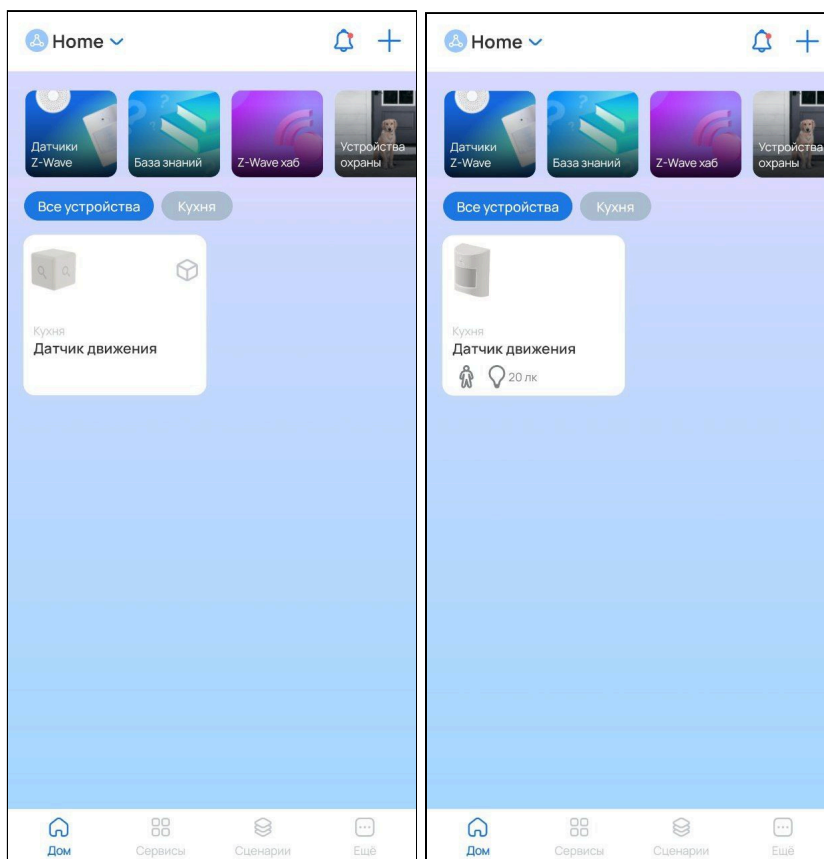 Home
Датчики
Z-Wave
База знаний
Z-Wave хаб
Устройства
охраны
Все устройства
Кухня
Кухня
Датчик движения
Дом
Сервисы
Сценарии
Ещё
Home
Датчики
Z-Wave
База знаний
Z-Wave хаб
Устройства
охраны
Все устройства
Кухня
Кухня
Датчик движения
20 лк
Дом
Сервисы
Сценарии
Ещё